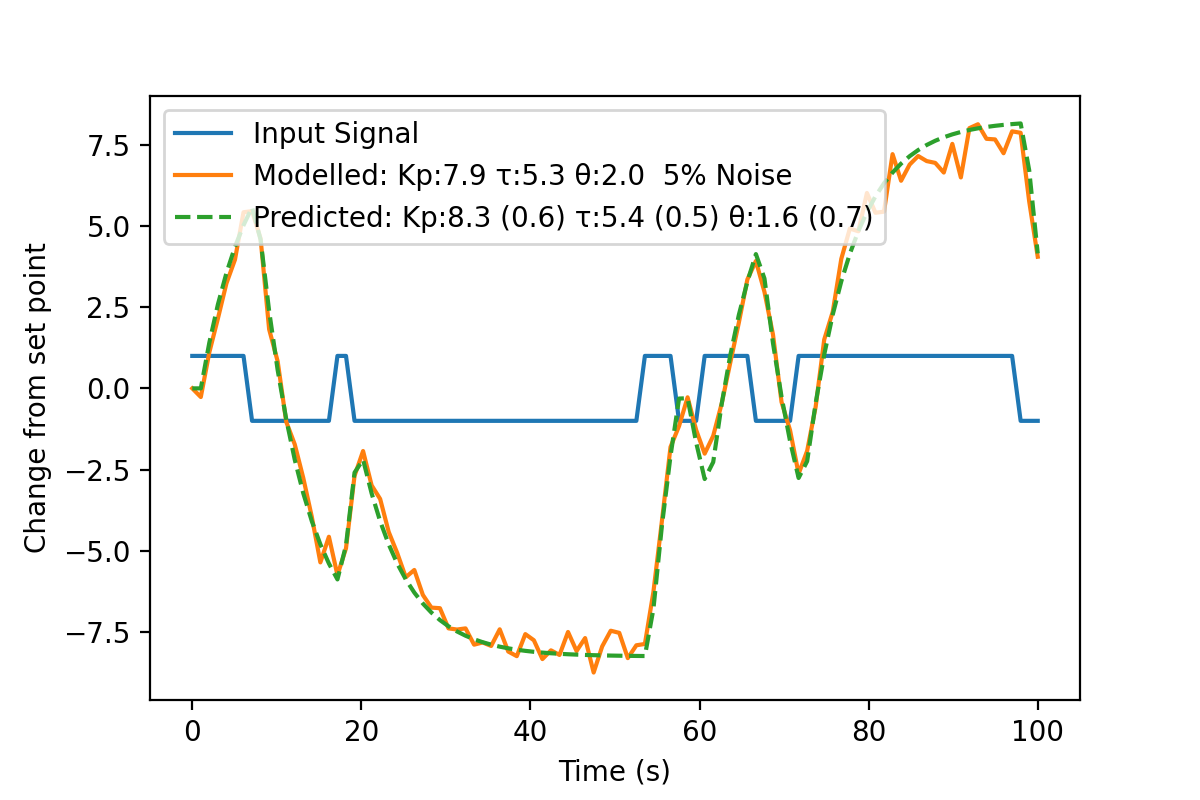 Input Signal
Modelled: Kp:7.9 τ:5.3 θ:2.0  5% Noise
Predicted: Kp:8.3 (0.6) τ:5.4 (0.5) θ:1.6 (0.7)
7.5
5.0
2.5
0.0
−2.5
−5.0
−7.5
Change from set point
0 20 40 60 80 100
Time (s)